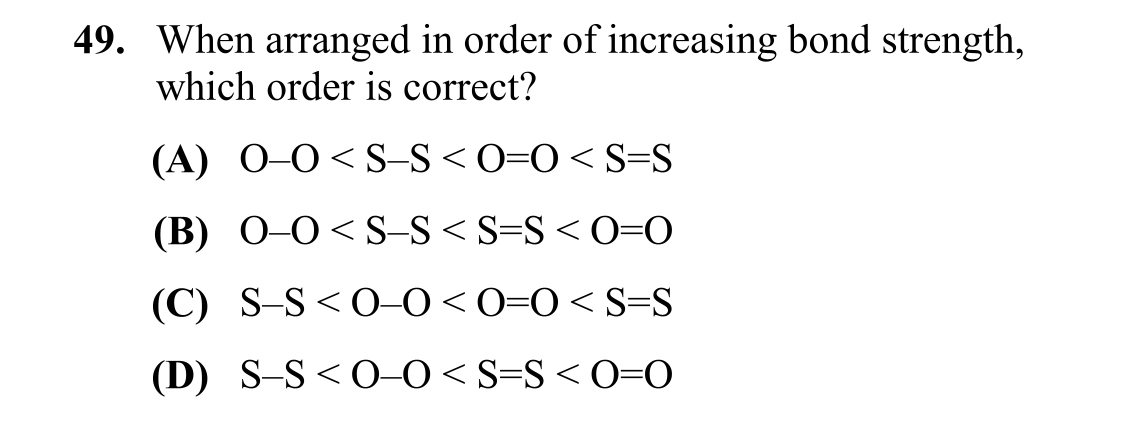 49. When arranged in order of increasing bond strength,
which order is correct?
(A) O–O < S–S < O=O < S=S
(B) O–O < S–S < S=S < O=O
(C) S–S < O–O < O=O < S=S
(D) S–S < O–O < S=S < O=O